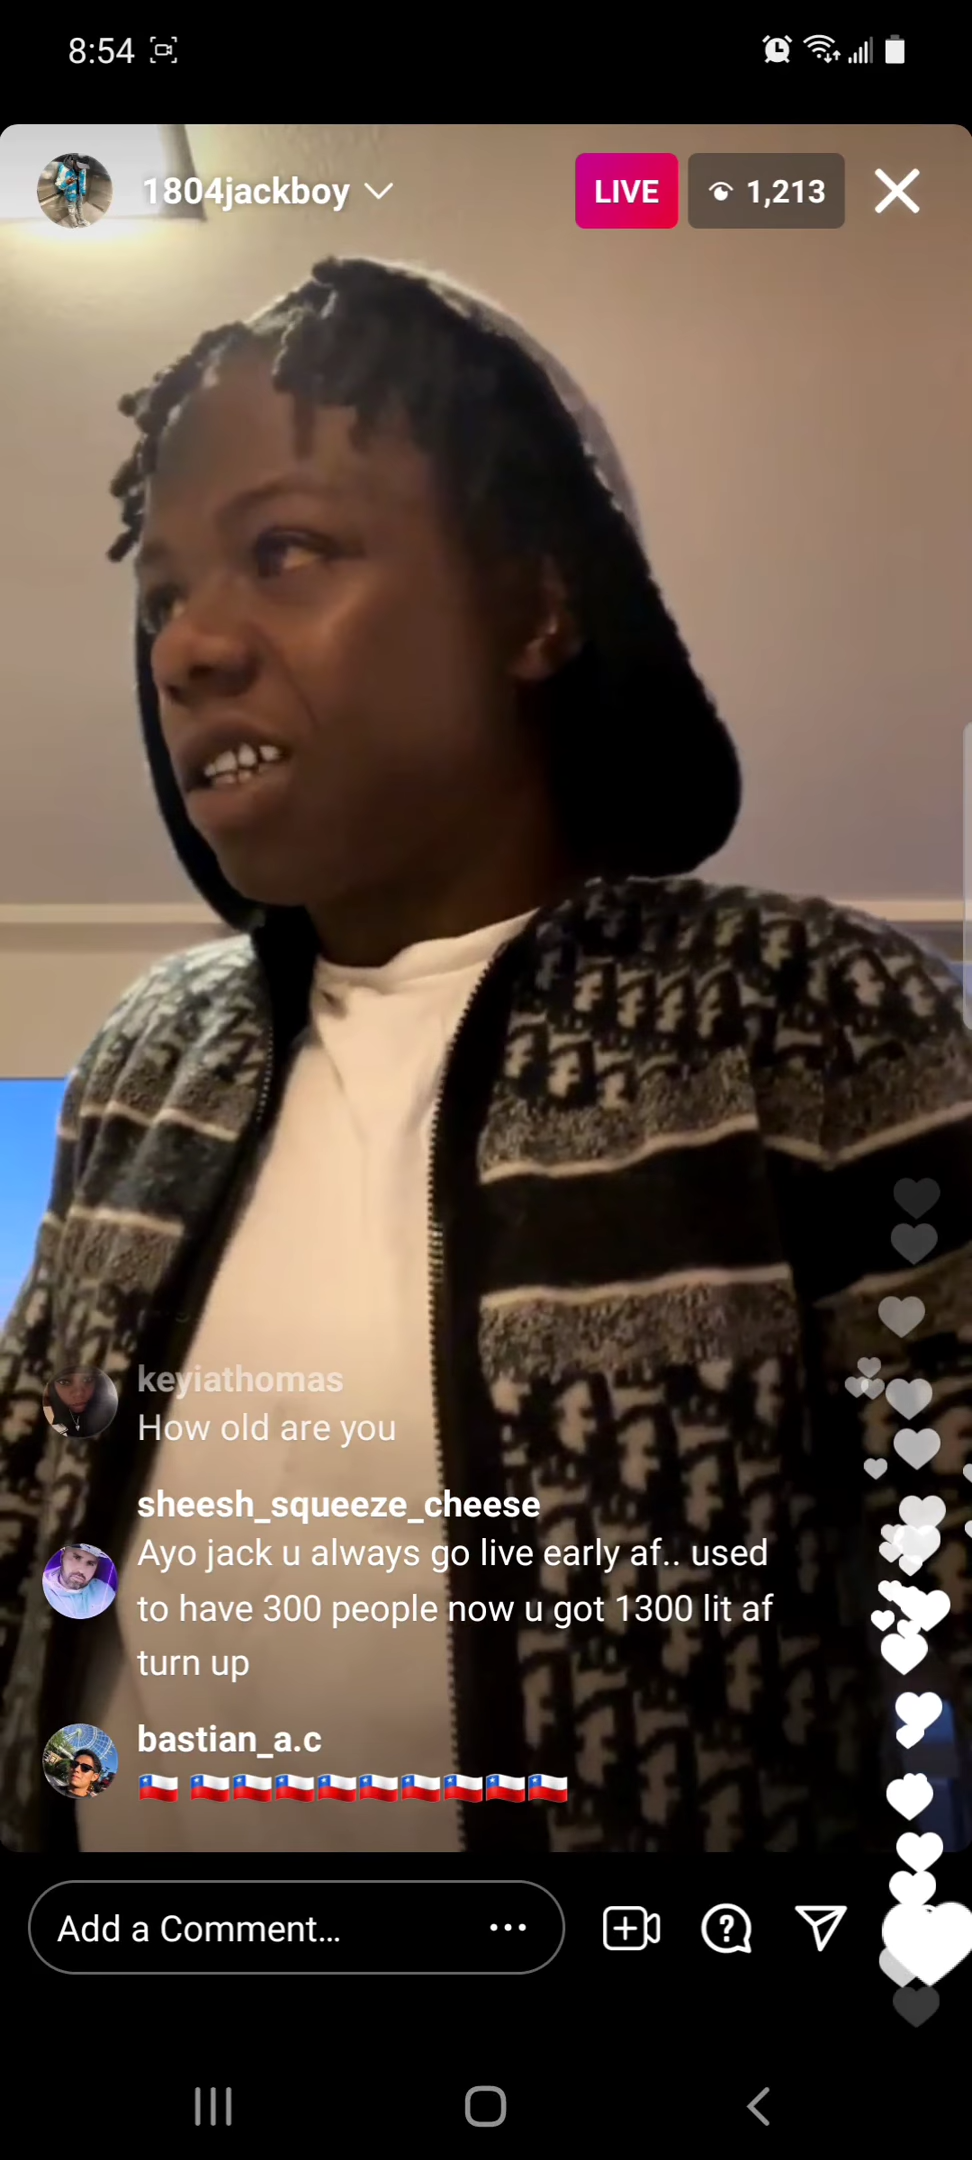 8:54
1804jackboy
LIVE
1,213
keyiathomas
How old are you
sheesh_squeeze_cheese
Ayo jack u always go live early af.. used
to have 300 people now u got 1300 lit af
turn up
bastian_a.c
🇨🇱 🇨🇱🇨🇱🇨🇱🇨🇱🇨🇱🇨🇱🇨🇱🇨🇱🇨🇱
Add a Comment...